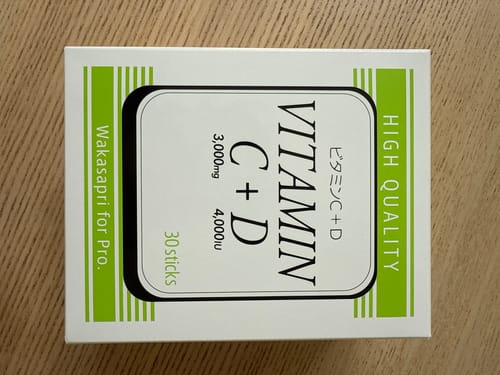 HIGH QUALITY
ビタミンC+D
VITAMIN
C + D
3,000mg 4,000IU
30sticks
Wakasapri for Pro.